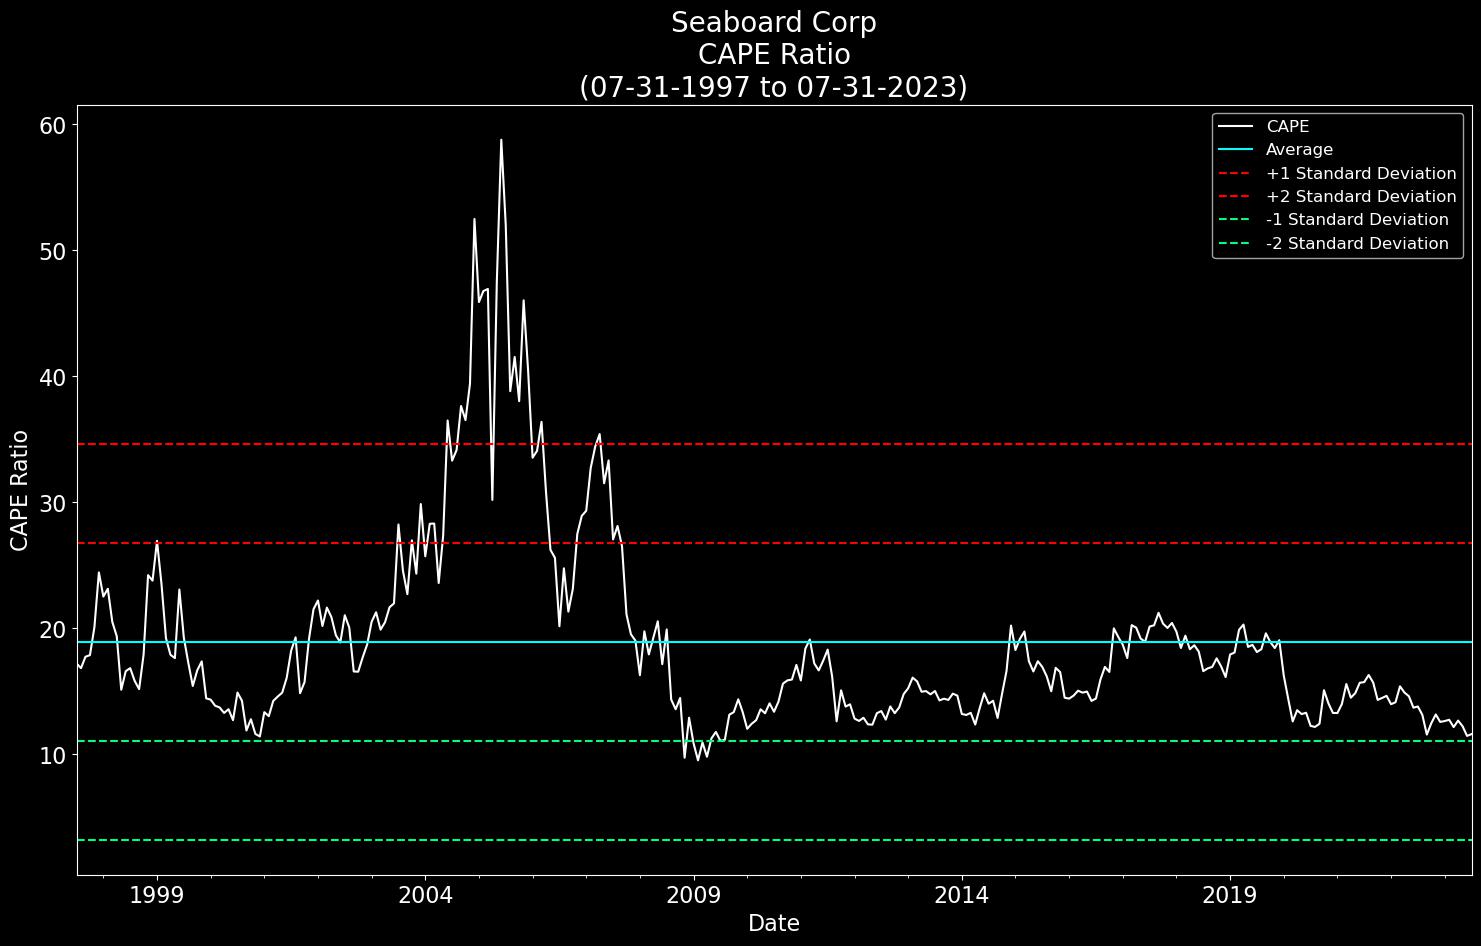 Seaboard Corp
CAPE Ratio
(07-31-1997 to 07-31-2023)
CAPE
Average
+1 Standard Deviation
+2 Standard Deviation
-1 Standard Deviation
-2 Standard Deviation
60
50
40
30
20
10
CAPE Ratio
1999
2004
2009
2014
2019
Date